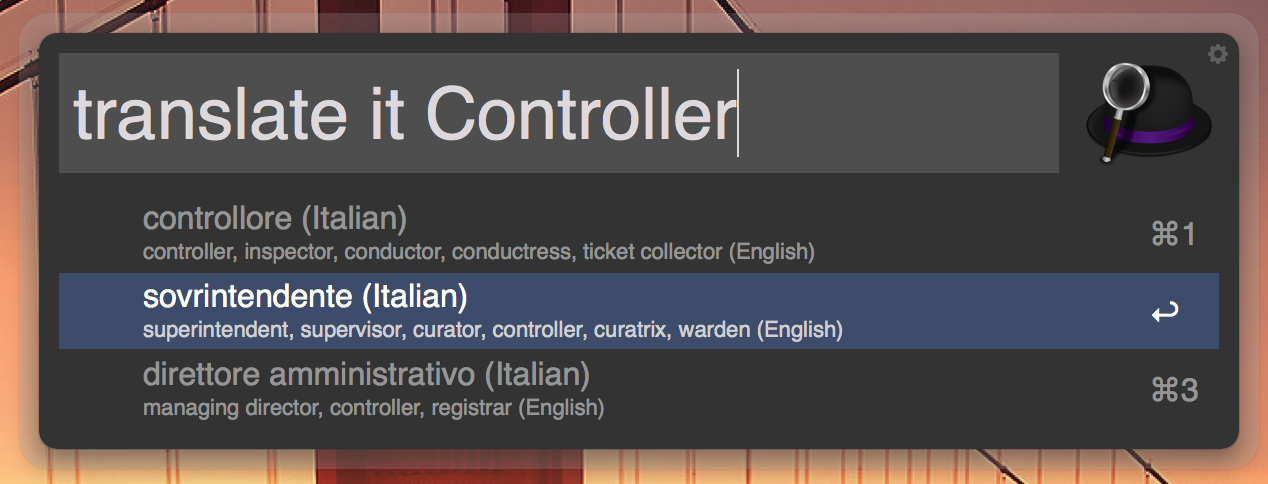 translate it Controller
controllore (Italian)
controller, inspector, conductor, conductress, ticket collector (English)
⌘1
sovrintendente (Italian)
superintendent, supervisor, curator, controller, curatrix, warden (English)
↩
direttore amministrativo (Italian)
managing director, controller, registrar (English)
⌘3